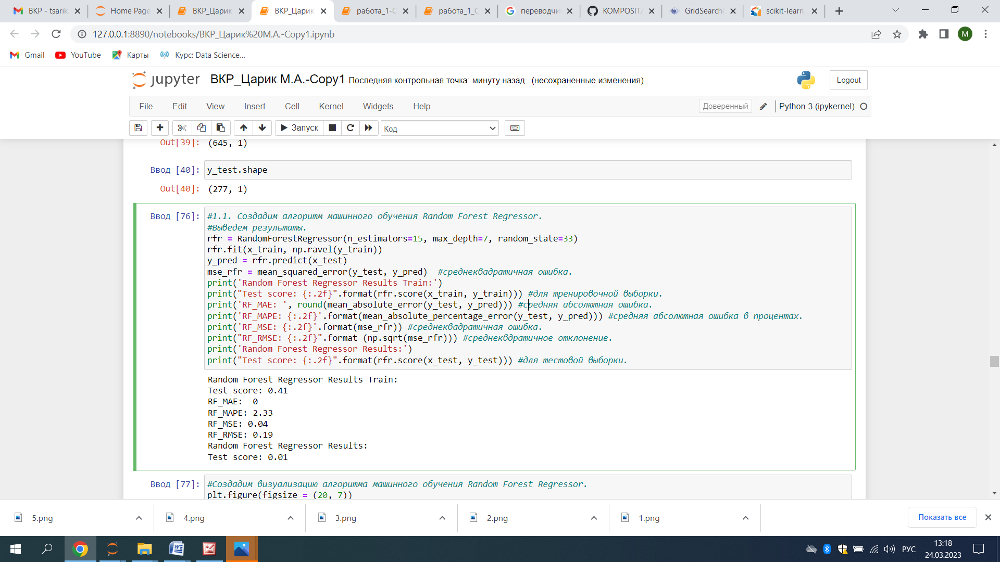 ВКР - tsarik
Home Page
ВКР_Царик
ВКР_Царик
работа_1-С
работа_1_С
переводчи
KOMPOSIT/
GridSearch
scikit-learn
127.0.0.1:8890/notebooks/ВКР_Царик%20М.А.-Copy1.ipynb
M
Gmail
YouTube
Карты
Курс: Data Science...
jupyter ВКР_Царик М.А.-Copy1 Последняя контрольная точка: минуту назад (несохраненные изменения)
Logout
File Edit View Insert Cell Kernel Widgets Help
Доверенный
Python 3 (ipykernel)
Запуск
Код
Out[39]: (645, 1)
Ввод [40]: y_test.shape
Out[40]: (277, 1)
Ввод [76]: #1.1. Создадим алгоритм машинного обучения Random Forest Regressor.
#Выведем результаты.
rfr = RandomForestRegressor(n_estimators=15, max_depth=7, random_state=33)
rfr.fit(x_train, np.ravel(y_train))
y_pred = rfr.predict(x_test)
mse_rfr = mean_squared_error(y_test, y_pred)  #среднеквадратичная ошибка.
print('Random Forest Regressor Results Train:')
print("Test score: {:.2f}".format(rfr.score(x_train, y_train))) #для тренировочной выборки.
print('RF_MAE: ', round(mean_absolute_error(y_test, y_pred))) #средняя абсолютная ошибка.
print('RF_MAPE: {:.2f}'.format(mean_absolute_percentage_error(y_test, y_pred))) #средняя абсолютная ошибка в процентах.
print('RF_MSE: {:.2f}'.format(mse_rfr)) #среднеквадратичная ошибка.
print("RF_RMSE: {:.2f}".format (np.sqrt(mse_rfr))) #среднеквдратичное отклонение.
print('Random Forest Regressor Results:')
print("Test score: {:.2f}".format(rfr.score(x_test, y_test))) #для тестовой выборки.
Random Forest Regressor Results Train:
Test score: 0.41
RF_MAE:  0
RF_MAPE: 2.33
RF_MSE: 0.04
RF_RMSE: 0.19
Random Forest Regressor Results:
Test score: 0.01
Ввод [77]: #Создадим визуализацию алгоритма машинного обучения Random Forest Regressor.
plt.figure(figsize = (20, 7))
5.png
4.png
3.png
2.png
1.png
Показать все
РУС
13:18
24.03.2023